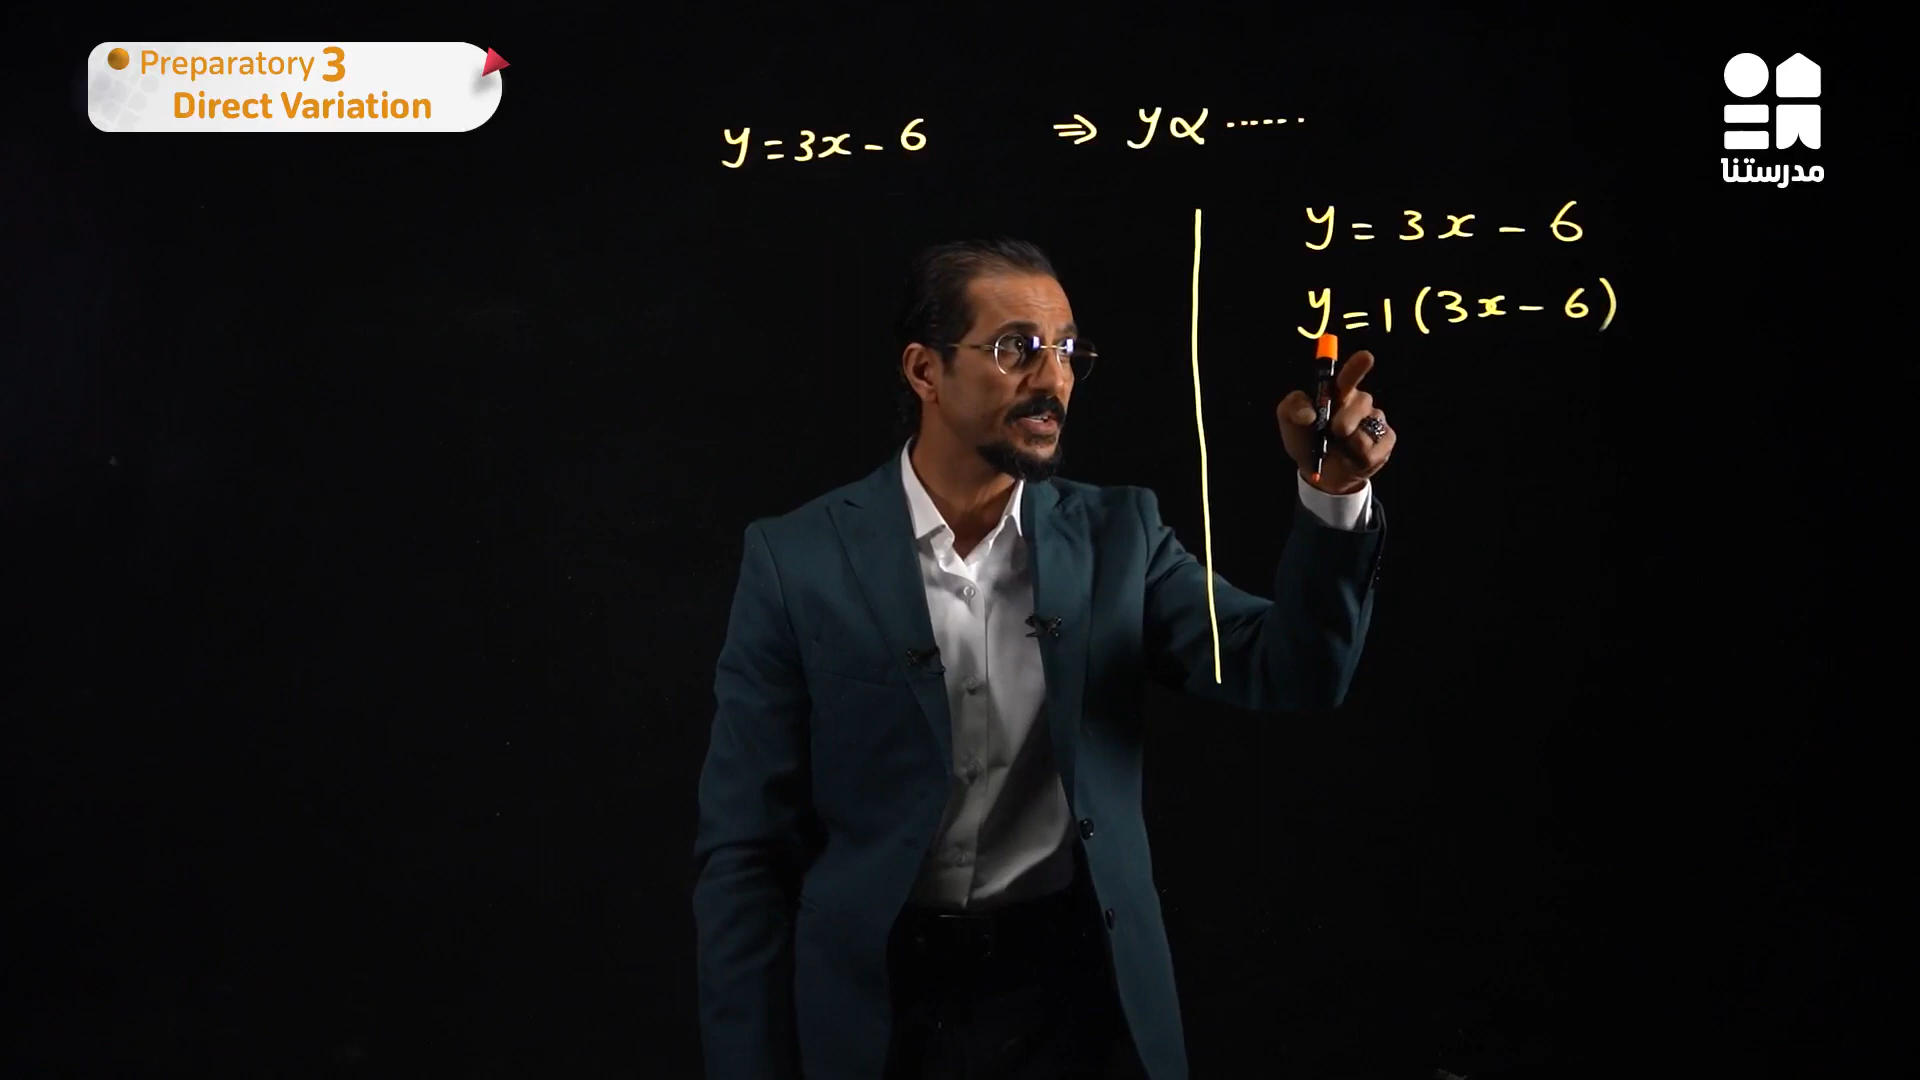 Preparatory 3
Direct Variation
مدرستنا
y = 3x - 6 ⇒ y ∝ ......
y = 3x - 6
y = 1 (3x - 6)